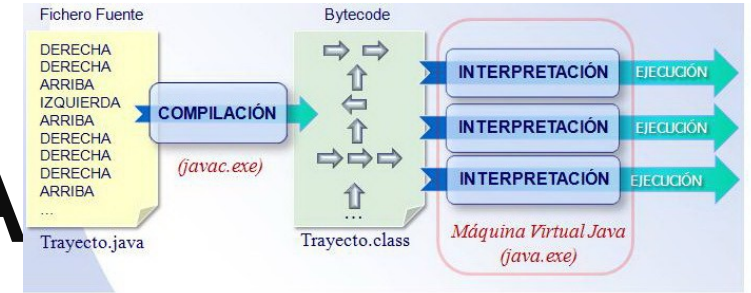 Fichero Fuente
DERECHA
DERECHA
ARRIBA
IZQUIERDA
ARRIBA
DERECHA
DERECHA
DERECHA
ARRIBA
...
Trayecto.java
COMPILACIÓN
(javac.exe)
Bytecode
...
Trayecto.class
INTERPRETACIÓN
EJECUCIÓN
INTERPRETACIÓN
EJECUCIÓN
INTERPRETACIÓN
EJECUCIÓN
Máquina Virtual Java
(java.exe)
A